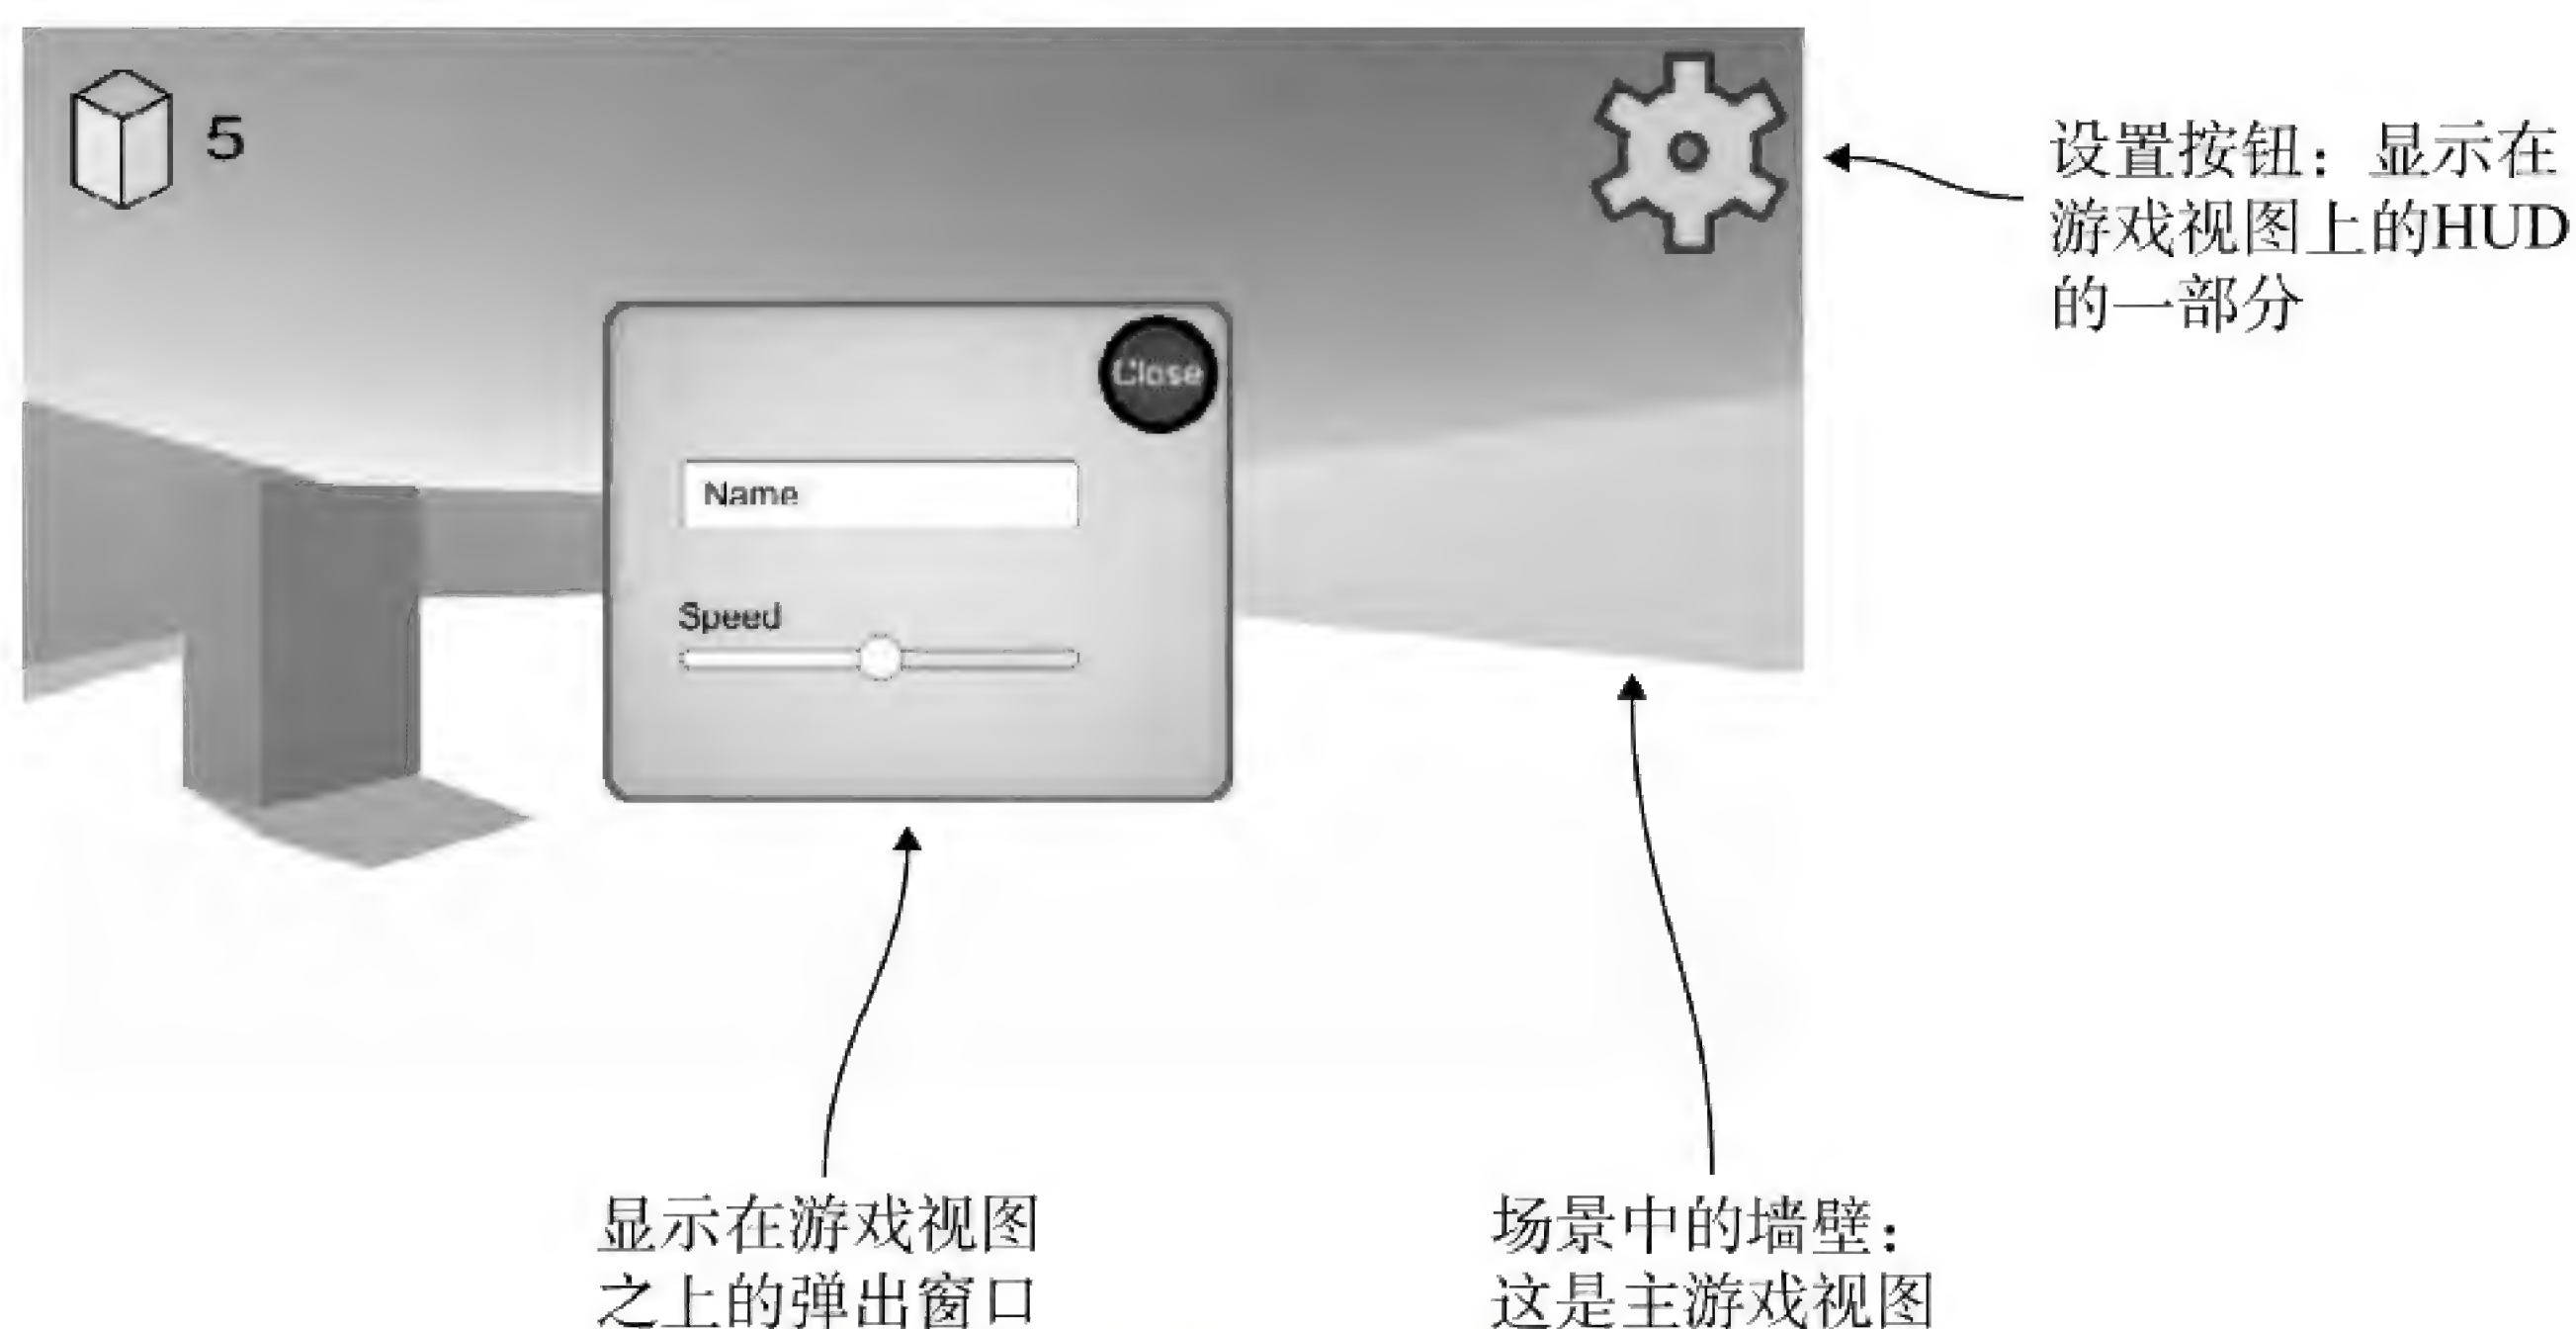 5
设置按钮：显示在
游戏视图上的HUD
的一部分
Close
Name
Speed
显示在游戏视图
之上的弹出窗口
场景中的墙壁：
这是主游戏视图